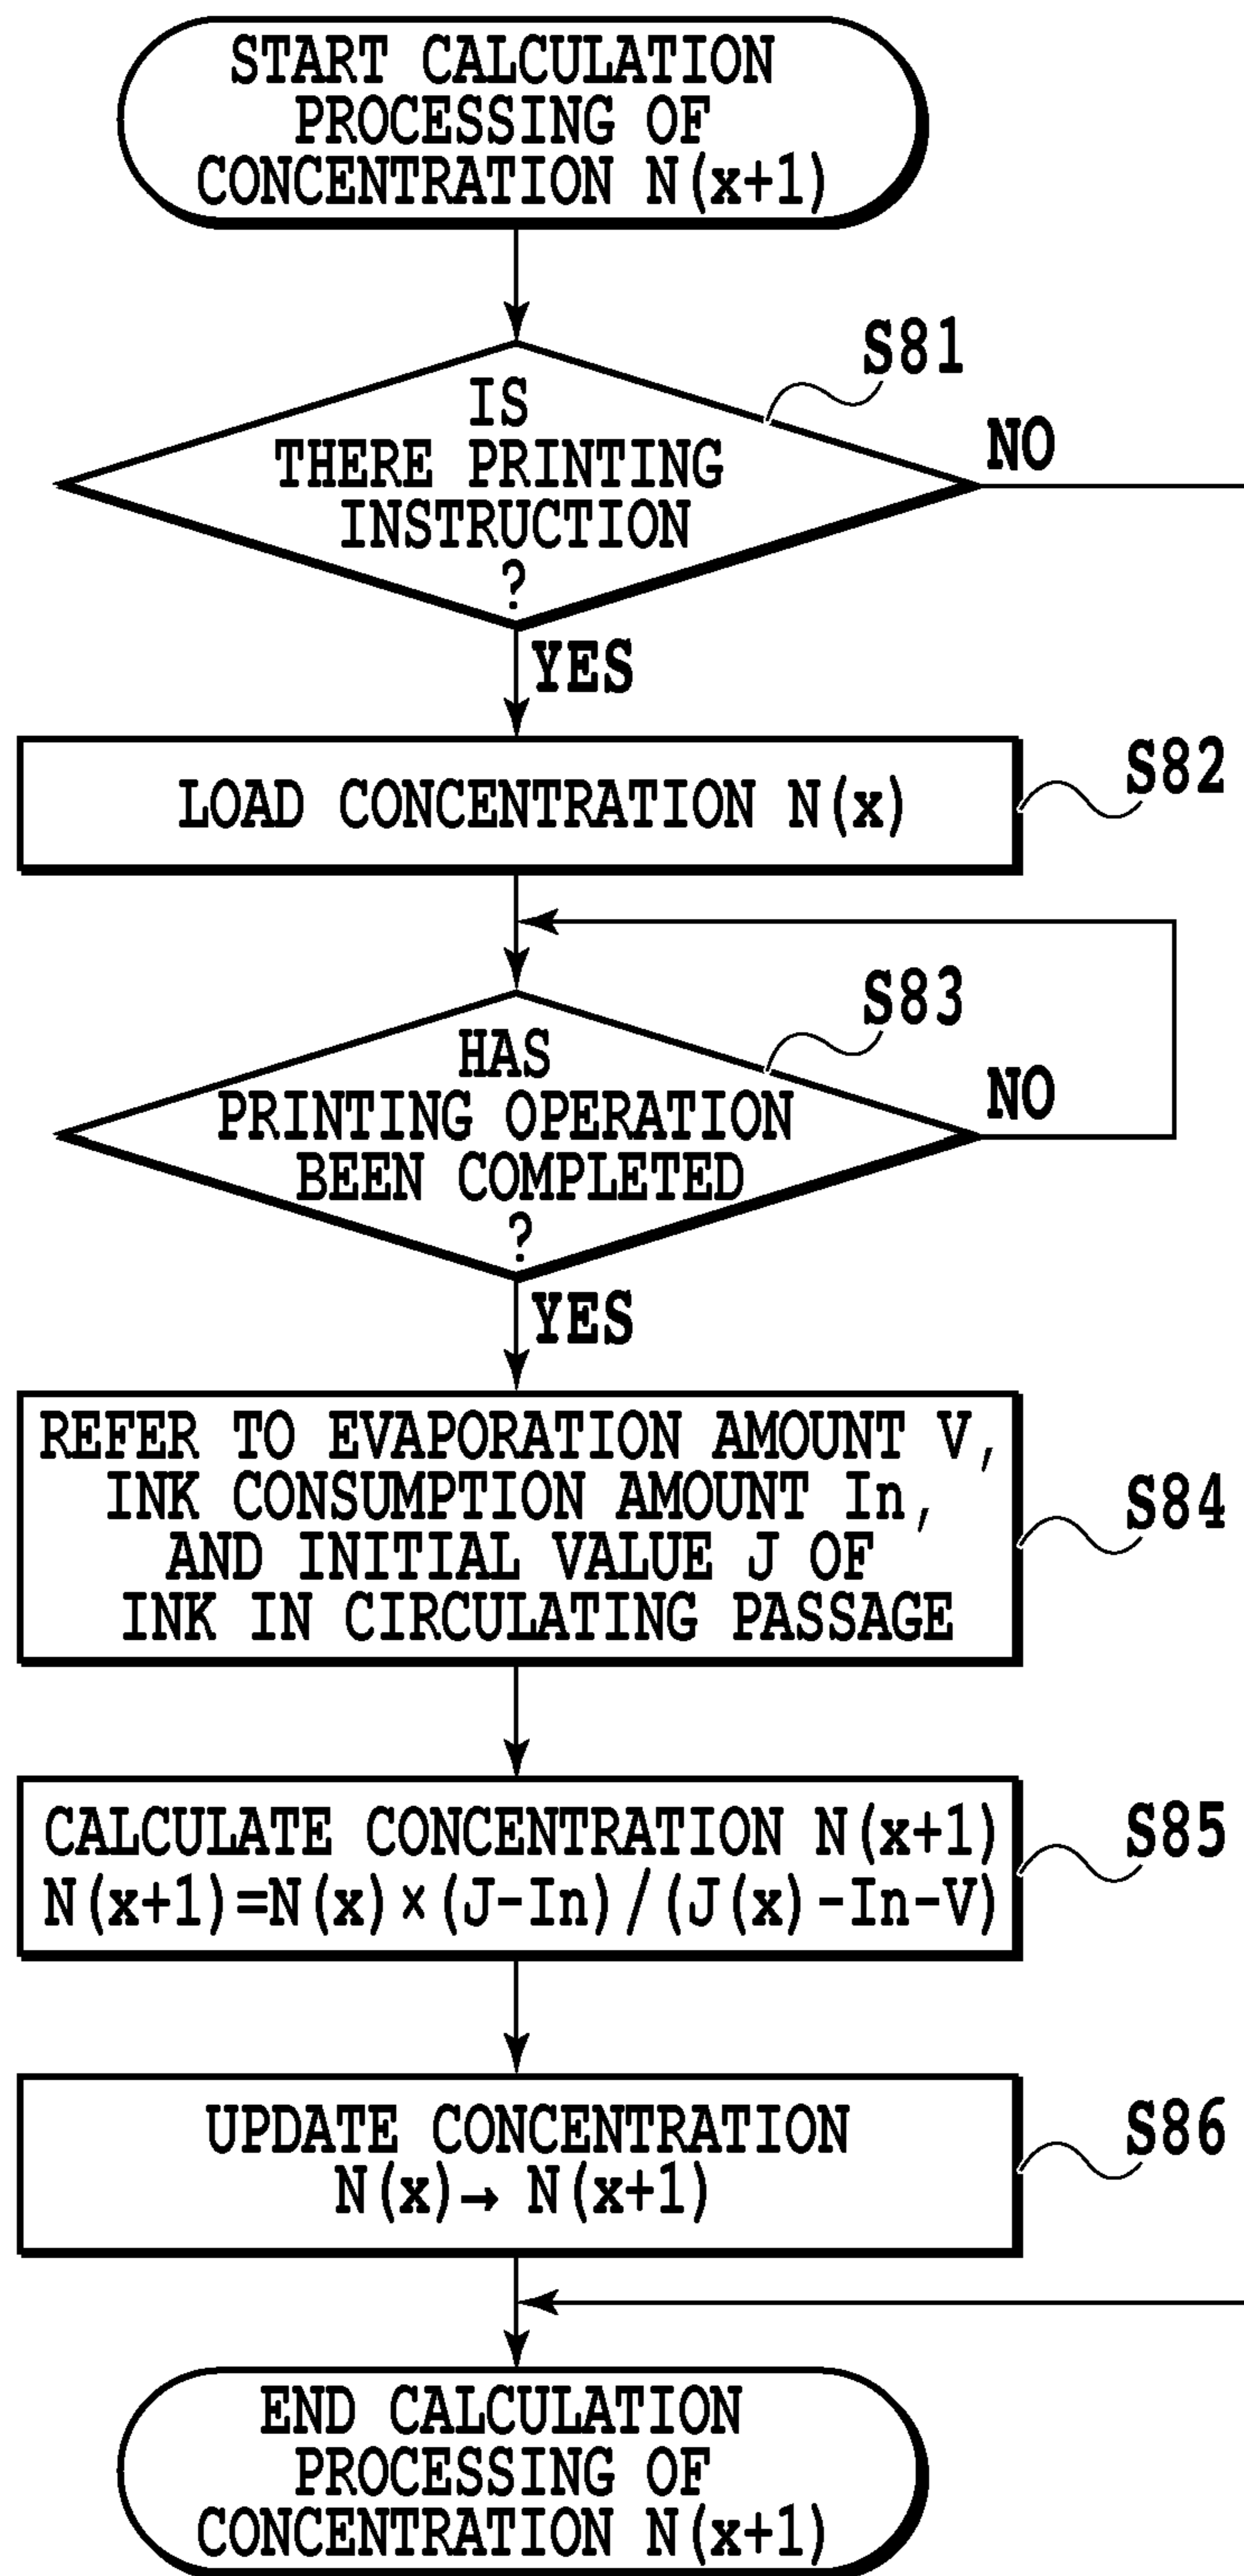 START CALCULATION
PROCESSING OF
CONCENTRATION N(x+1)
S81
IS
THERE PRINTING
INSTRUCTION
?
NO
YES
S82
LOAD CONCENTRATION N(x)
S83
HAS
PRINTING OPERATION
BEEN COMPLETED
?
NO
YES
REFER TO EVAPORATION AMOUNT V,
INK CONSUMPTION AMOUNT In,
AND INITIAL VALUE J OF
INK IN CIRCULATING PASSAGE
S84
CALCULATE CONCENTRATION N(x+1)
N(x+1)=N(x)×(J-In)/(J(x)-In-V)
S85
UPDATE CONCENTRATION
N(x)→ N(x+1)
S86
END CALCULATION
PROCESSING OF
CONCENTRATION N(x+1)